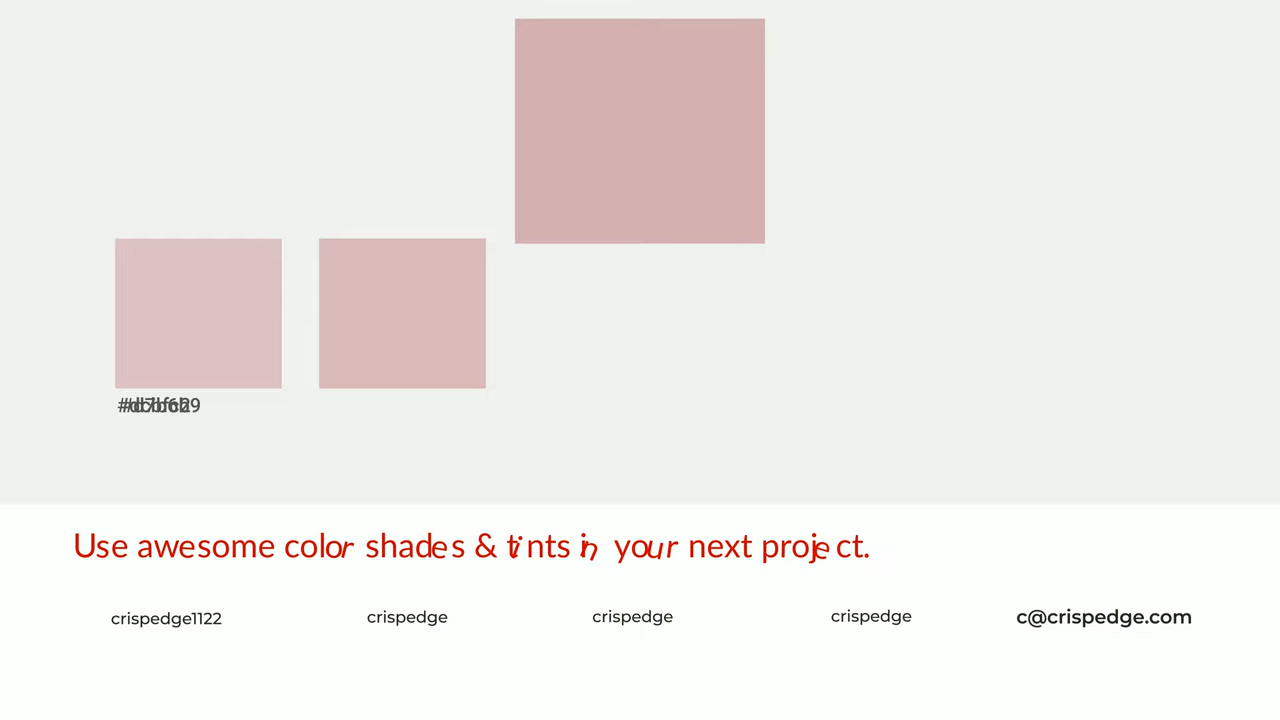 Use awesome color shades & tints in your next project.
crispedge1122 crispedge crispedge crispedge c@crispedge.com